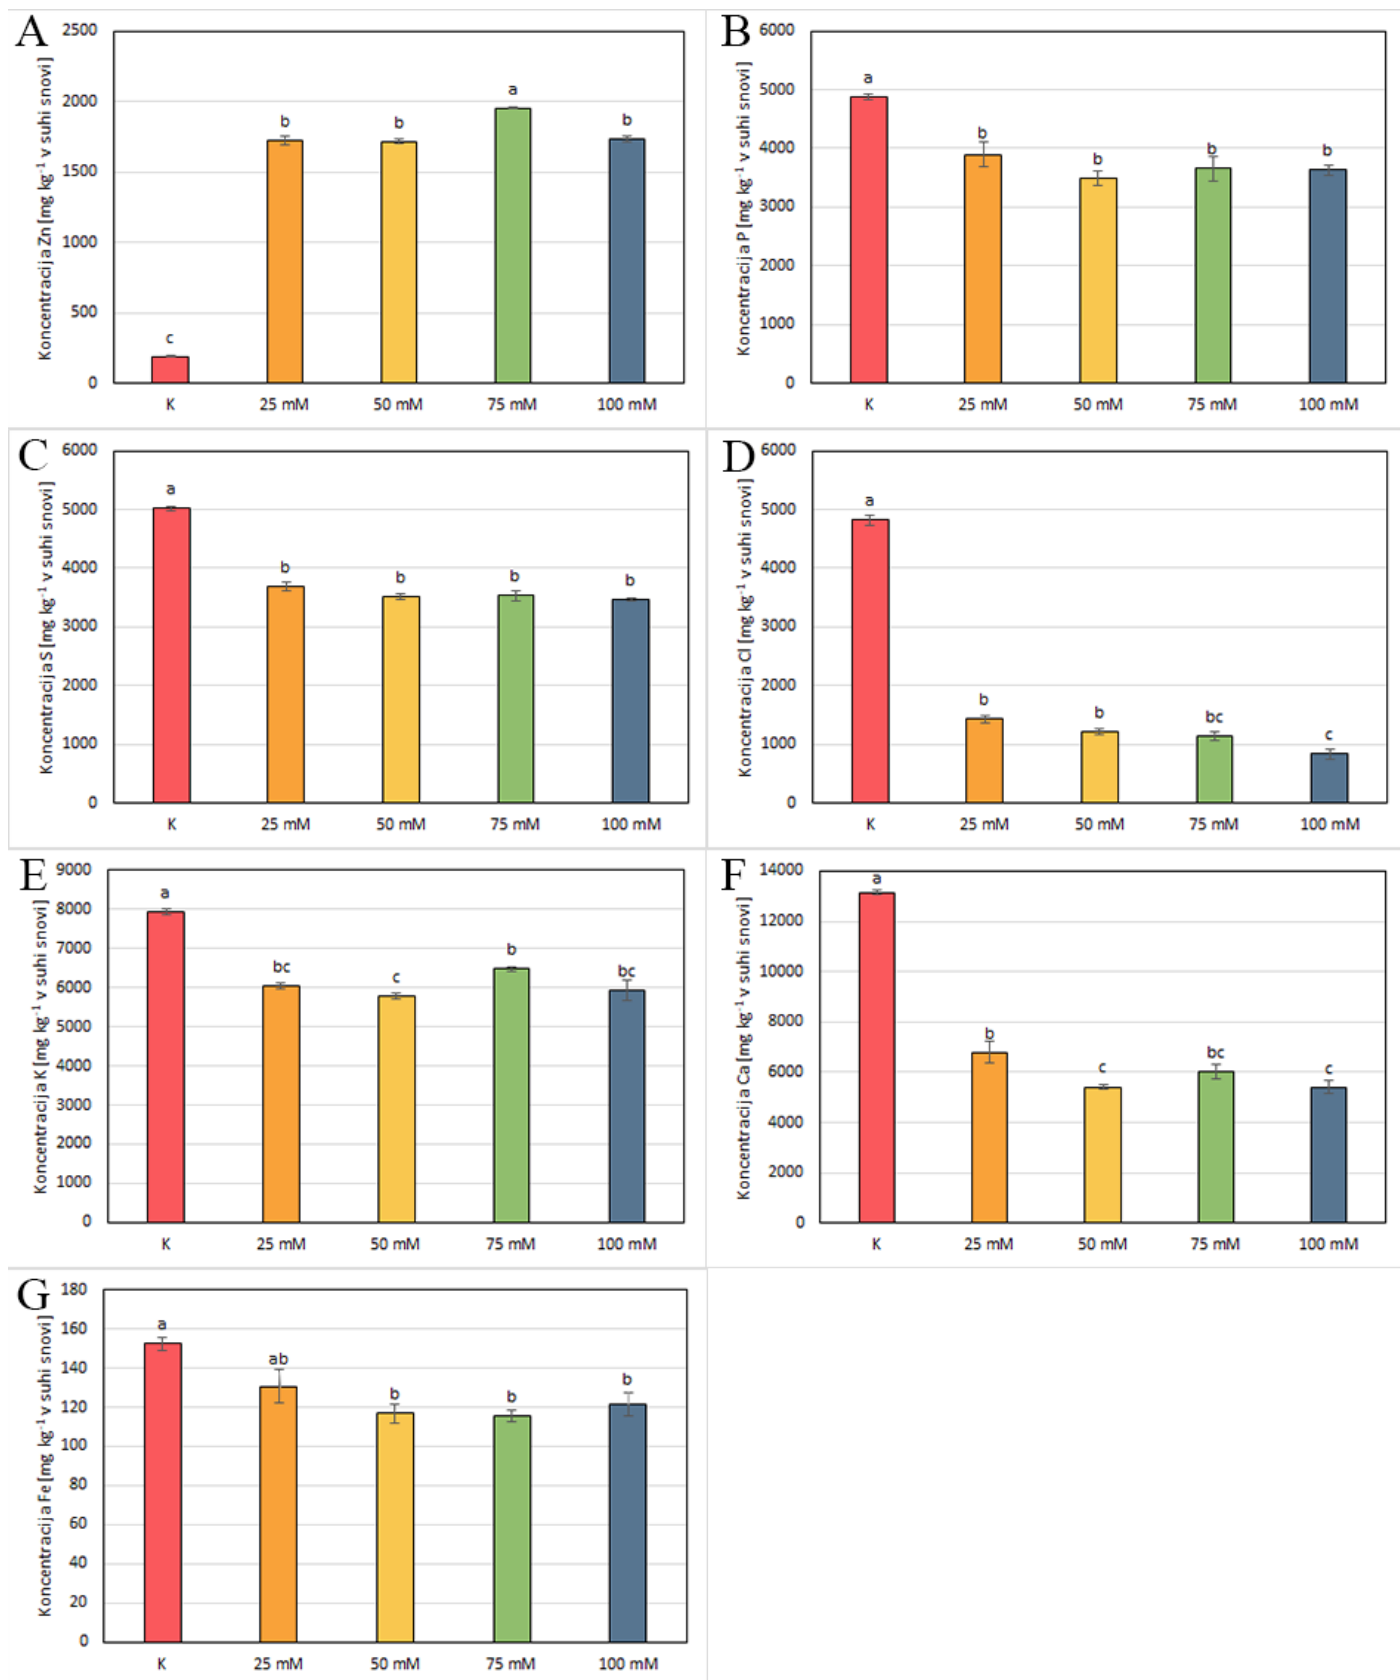 A
Koncentracija Zn [mg kg⁻¹ v suhi snovi]
2500
2000
1500
1000
500
0
c
b
b
a
b
K 25 mM 50 mM 75 mM 100 mM
B
Koncentracija P [mg kg⁻¹ v suhi snovi]
6000
5000
4000
3000
2000
1000
0
a
b
b
b
b
K 25 mM 50 mM 75 mM 100 mM
C
Koncentracija S [mg kg⁻¹ v suhi snovi]
6000
5000
4000
3000
2000
1000
0
a
b
b
b
b
K 25 mM 50 mM 75 mM 100 mM
D
Koncentracija Cl [mg kg⁻¹ v suhi snovi]
6000
5000
4000
3000
2000
1000
0
a
b
b
bc
c
K 25 mM 50 mM 75 mM 100 mM
E
Koncentracija K [mg kg⁻¹ v suhi snovi]
9000
8000
7000
6000
5000
4000
3000
2000
1000
0
a
bc
c
b
bc
K 25 mM 50 mM 75 mM 100 mM
F
Koncentracija Ca [mg kg⁻¹ v suhi snovi]
14000
12000
10000
8000
6000
4000
2000
0
a
b
c
bc
c
K 25 mM 50 mM 75 mM 100 mM
G
Koncentracija Fe [mg kg⁻¹ v suhi snovi]
180
160
140
120
100
80
60
40
20
0
a
ab
b
b
b
K 25 mM 50 mM 75 mM 100 mM